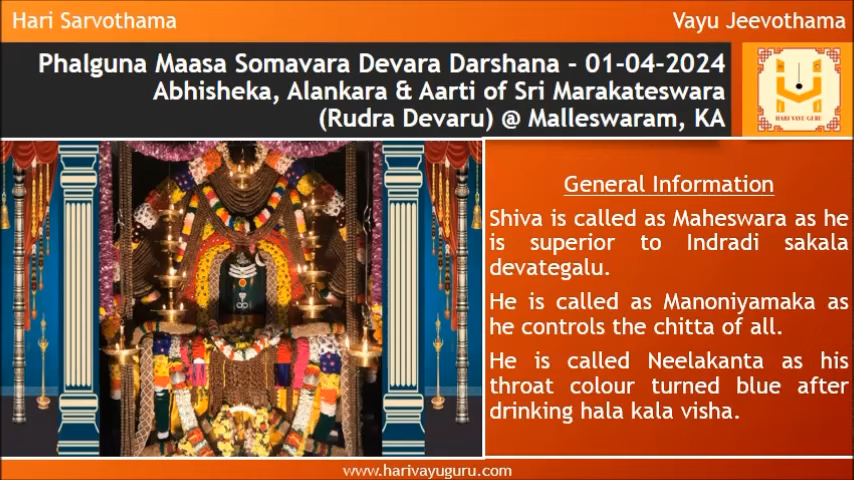 Hari Sarvothama
Vayu Jeevothama
Phalguna Maasa Somavara Devara Darshana - 01-04-2024
Abhisheka, Alankara & Aarti of Sri Marakateswara
(Rudra Devaru) @ Malleswaram, KA
HARI VAYU GURU
General Information
Shiva is called as Maheswara as he
is superior to Indradi sakala
devategalu.
He is called as Manoniyamaka as
he controls the chitta of all.
He is called Neelakanta as his
throat colour turned blue after
drinking hala kala visha.
www.harivayuguru.com